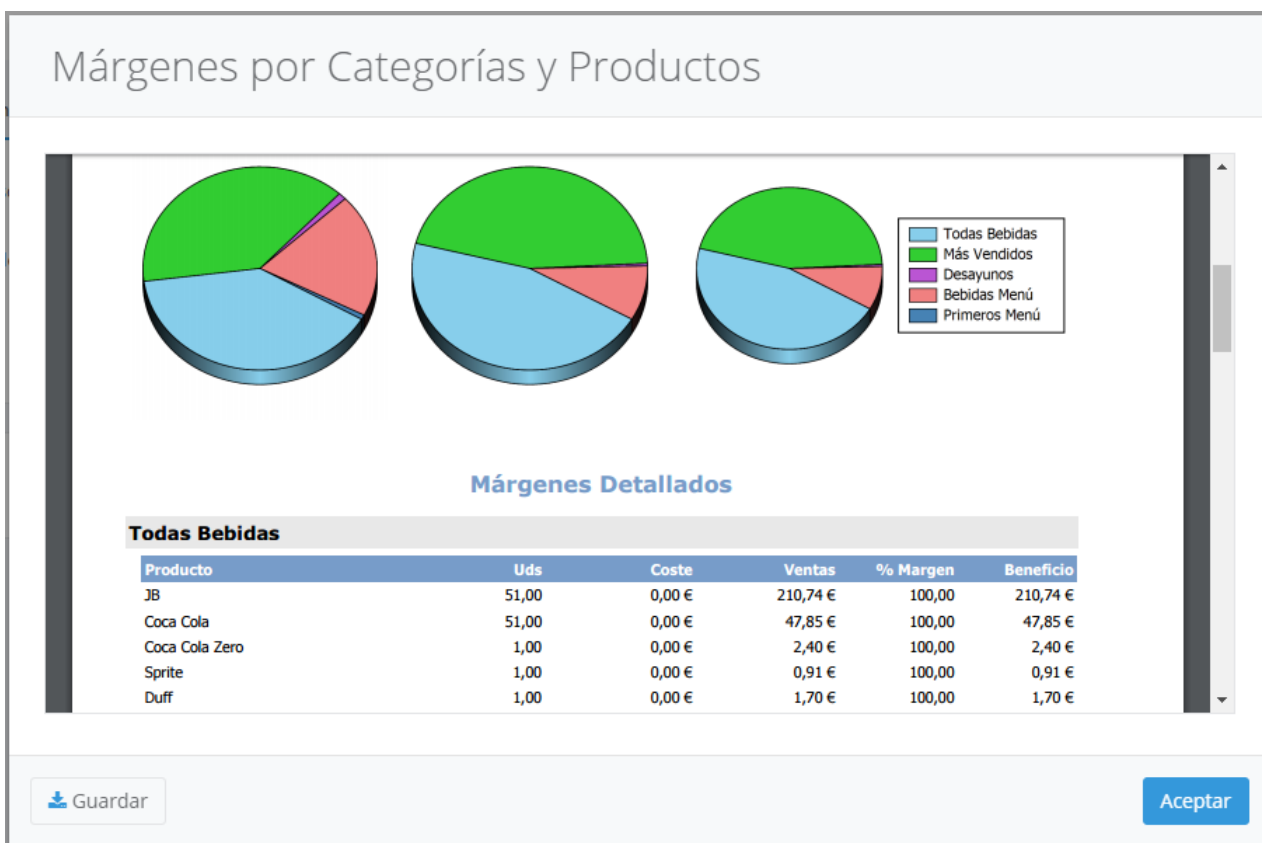 Márgenes por Categorías y Productos
Todas Bebidas
Más Vendidos
Desayunos
Bebidas Menú
Primeros Menú
Márgenes Detallados
Todas Bebidas
Producto Uds Coste Ventas % Margen Beneficio
JB 51,00 0,00 € 210,74 € 100,00 210,74 €
Coca Cola 51,00 0,00 € 47,85 € 100,00 47,85 €
Coca Cola Zero 1,00 0,00 € 2,40 € 100,00 2,40 €
Sprite 1,00 0,00 € 0,91 € 100,00 0,91 €
Duff 1,00 0,00 € 1,70 € 100,00 1,70 €
Guardar Aceptar